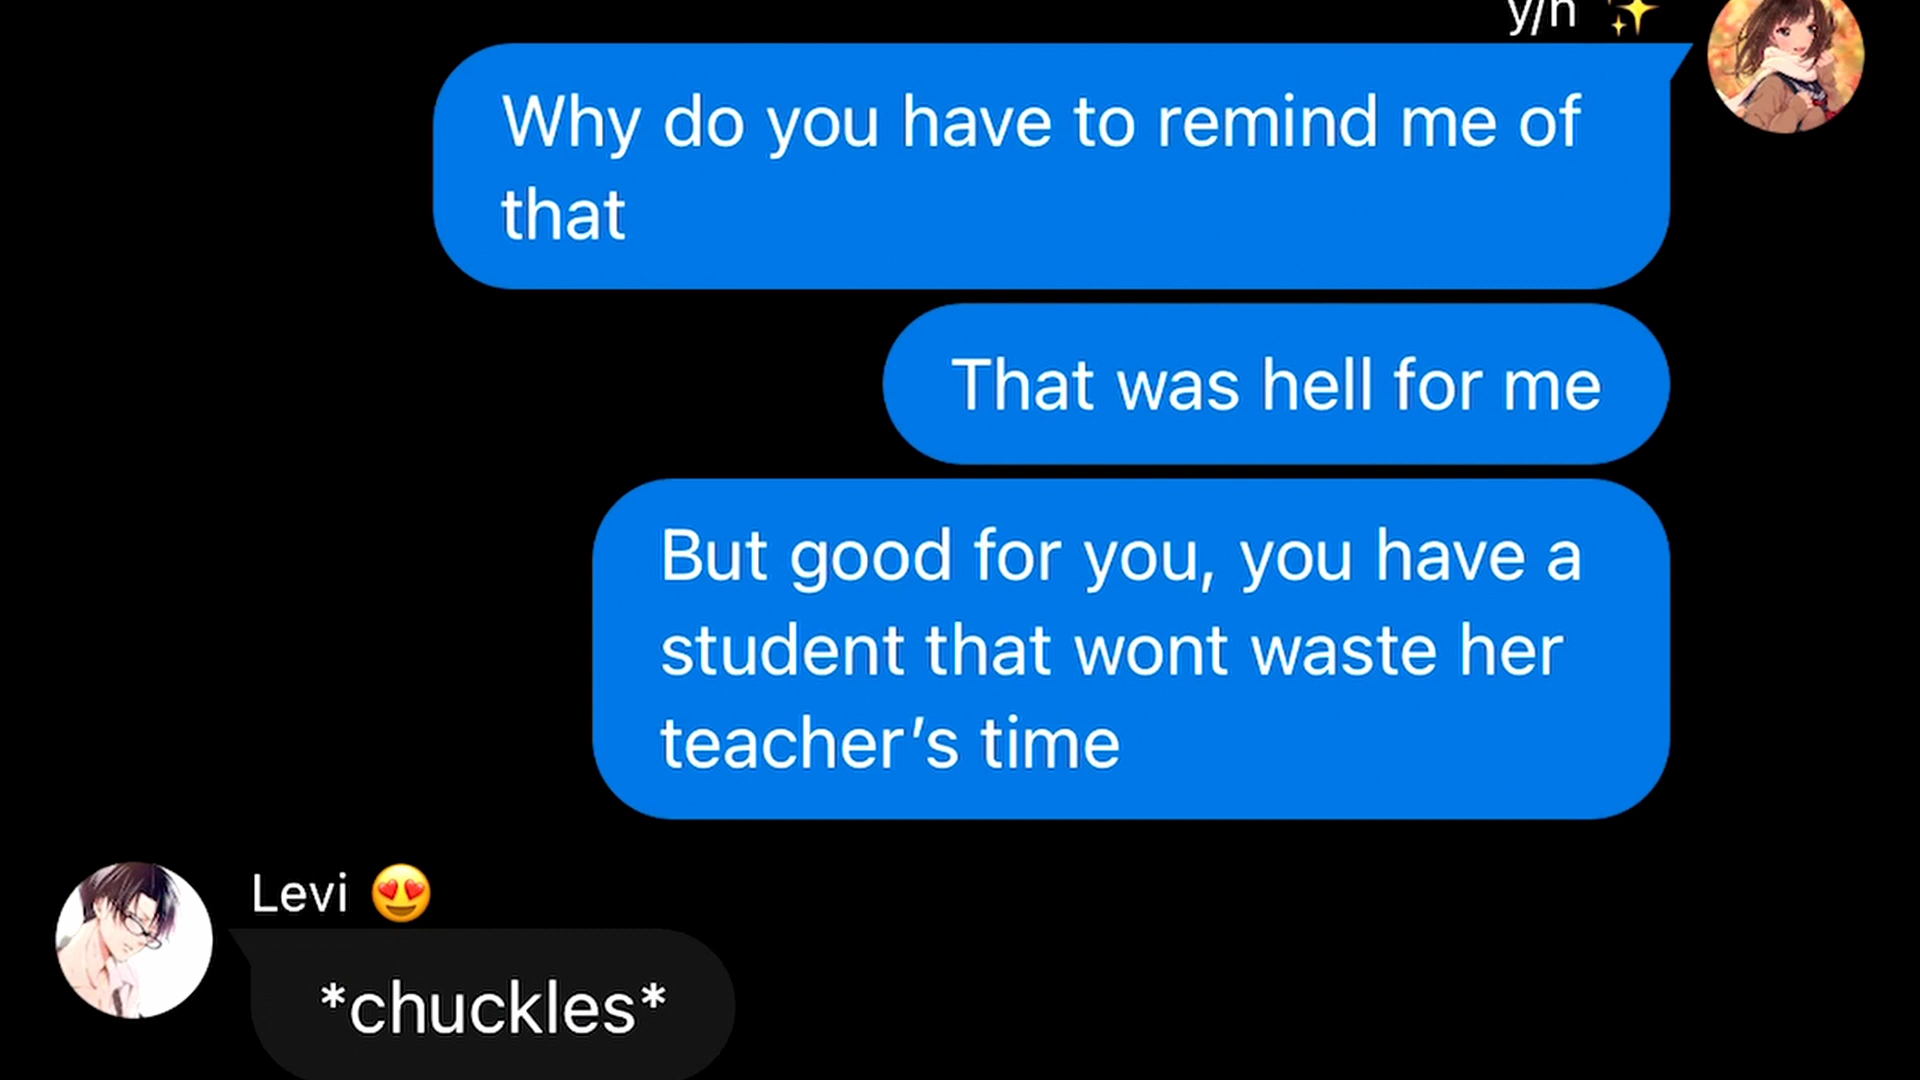 y/n ✨
Why do you have to remind me of
that
That was hell for me
But good for you, you have a
student that wont waste her
teacher’s time
Levi 😍
*chuckles*